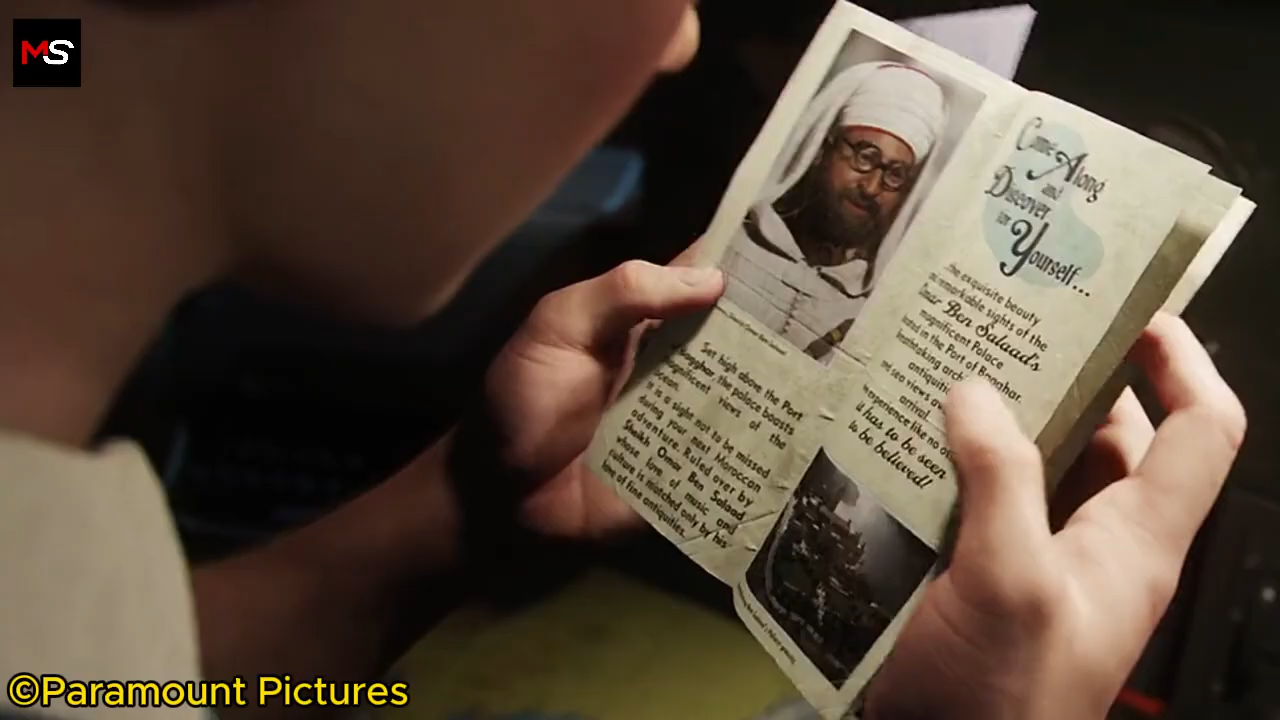 MS
Come Along
and
Discover
for
Yourself...
...the exquisite beauty
remarkable sights of the
Omar Ben Salaad's
magnificent Palace
located in the Port of Bagghar.
breathtaking
antiquities
and sea views
arrival.
experience like no
it has to be seen
to be believed!
Set high above the Port
Bagghar the palace boasts
magnificent views of the
ocean.
It is a sight not to be missed
during your next Moroccan
adventure. Ruled over by
Sheikh Omar Ben Salaad,
whose love of music and
culture is matched only by his
love of fine antiquities.
©Paramount Pictures